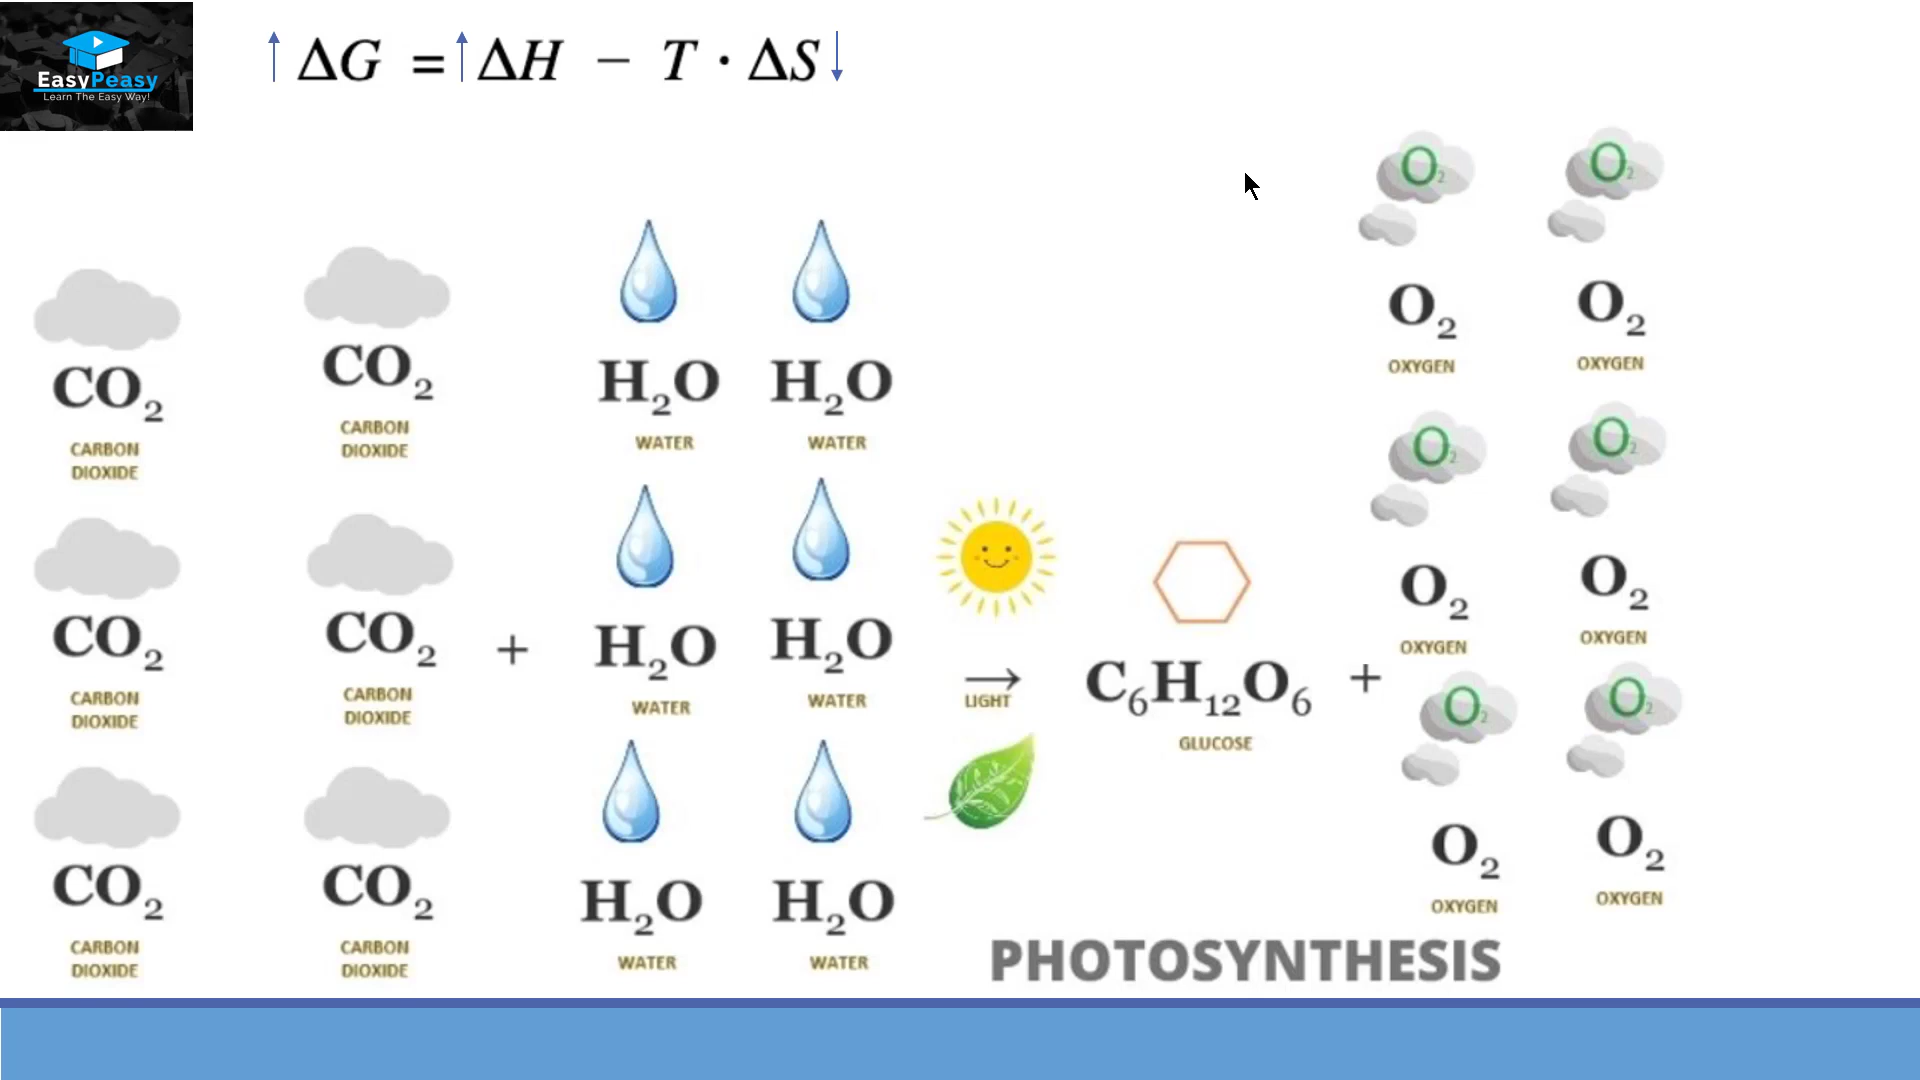 EasyPeasy
Learn The Easy Way!
↑ ΔG = ↑ ΔH − T · ΔS ↓
O₂ O₂
O₂ O₂
OXYGEN OXYGEN
CO₂ CO₂ H₂O H₂O
CARBON DIOXIDE CARBON DIOXIDE WATER WATER
O₂ O₂
O₂ O₂
OXYGEN OXYGEN
CO₂ CO₂ + H₂O H₂O → C₆H₁₂O₆ +
CARBON DIOXIDE CARBON DIOXIDE WATER WATER LIGHT GLUCOSE
O₂ O₂
O₂ O₂
OXYGEN OXYGEN
CO₂ CO₂ H₂O H₂O
CARBON DIOXIDE CARBON DIOXIDE WATER WATER
PHOTOSYNTHESIS